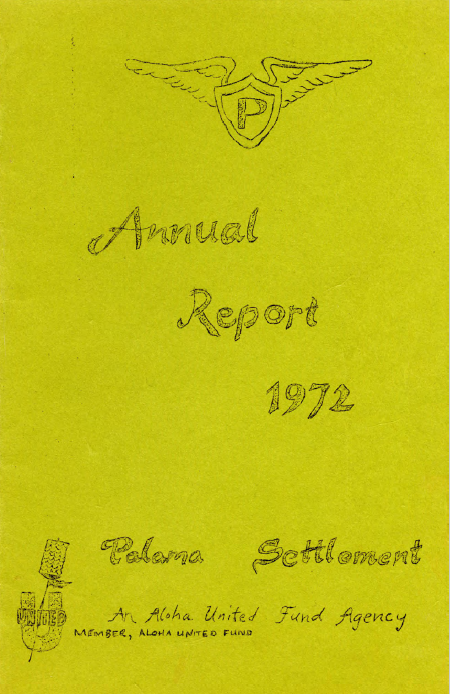 P
Annual
Report
1972
Palama Settlement
UNITED
An Aloha United Fund Agency
MEMBER, ALOHA UNITED FUND